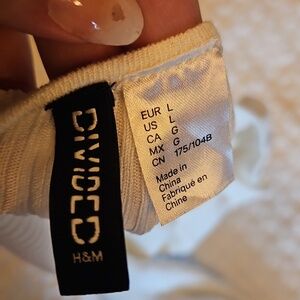 DIVIDED
H&M
EUR L
US L
CA G
MX G
CN 175/104B
Made in
China
Fabriqué en
Chine